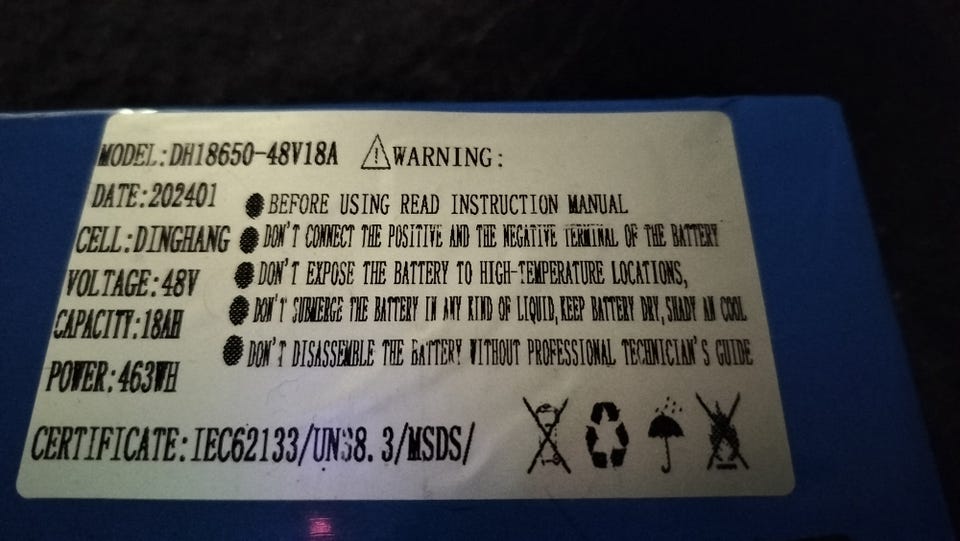 MODEL:DH18650-48V18A
DATE:202401
CELL:DINGHANG
VOLTAGE:48V
CAPACITY:18AH
POWER:463WH
WARNING:
BEFORE USING READ INSTRUCTION MANUAL
DON'T CONNECT THE POSITIVE AND THE NEGATIVE TERMINAL OF THE BATTERY
DON'T EXPOSE THE BATTERY TO HIGH-TEMPERATURE LOCATIONS,
DON'T SUBMERGE THE BATTERY IN ANY KIND OF LIQUID,KEEP BATTERY DRY,SHADY AN COOL
DON'T DISASSEMBLE THE BATTERY WITHOUT PROFESSIONAL TECHNICIAN'S GUIDE
CERTIFICATE:IEC62133/UN38.3/MSDS/